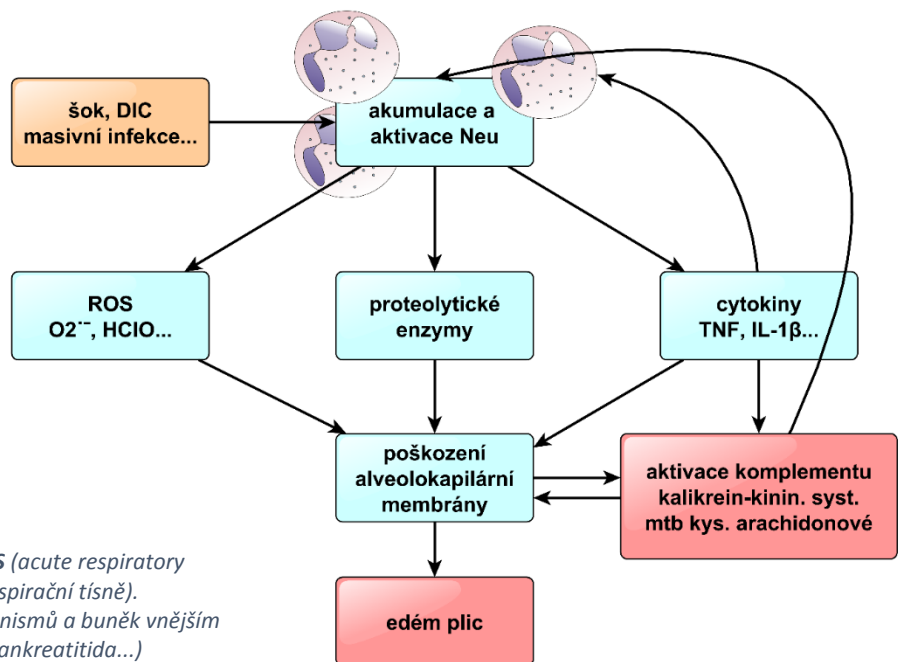 šok, DIC
masivní infekce...
akumulace a
aktivace Neu
ROS
O2˙¯, HClO...
proteolytické
enzymy
cytokiny
TNF, IL-1β...
poškození
alveolokapilární
membrány
aktivace komplementu
kalikrein-kinin. syst.
mtb kys. arachidonové
edém plic
S (acute respiratory
spirační tísně).
nismů a buněk vnějším
ankreatitida...)